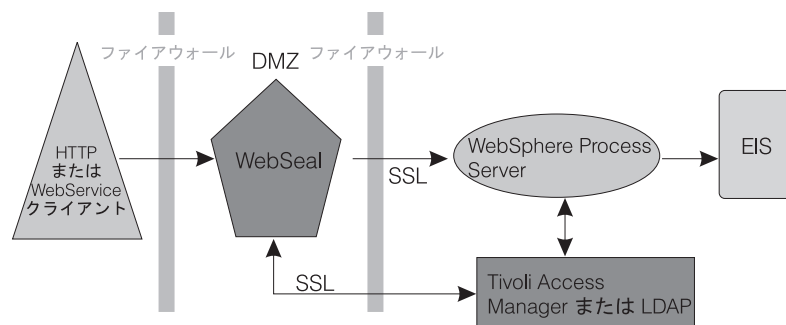 ファイアウォール
DMZ
ファイアウォール
HTTP
または
WebService
クライアント
WebSeal
SSL
WebSphere Process
Server
EIS
SSL
Tivoli Access
Manager または LDAP